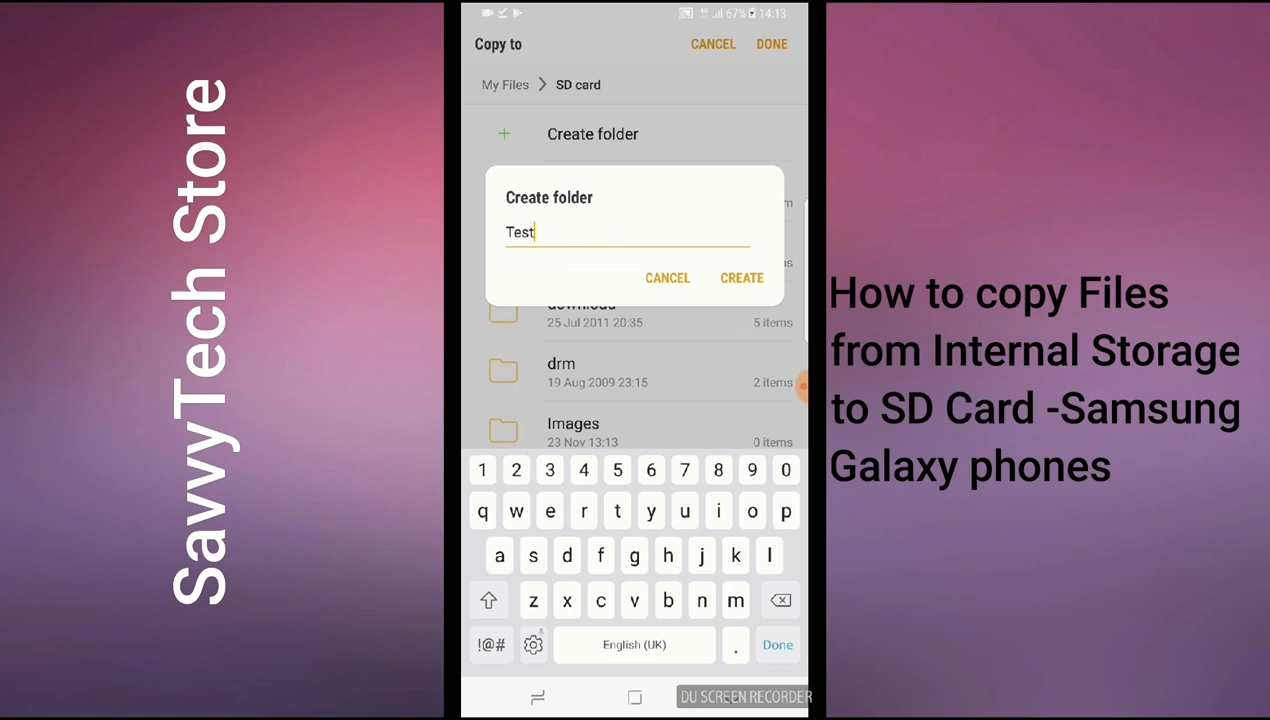 SavvyTech Store
67% 14:13
Copy to CANCEL DONE
My Files SD card
+ Create folder
Create folder
Test
CANCEL CREATE
25 Jul 2011 20:35 5 items
drm
19 Aug 2009 23:15 2 items
Images
23 Nov 13:13 0 items
1 2 3 4 5 6 7 8 9 0
q w e r t y u i o p
a s d f g h j k l
z x c v b n m
!@# English (UK) . Done
DU SCREEN RECORDER
How to copy Files
from Internal Storage
to SD Card -Samsung
Galaxy phones